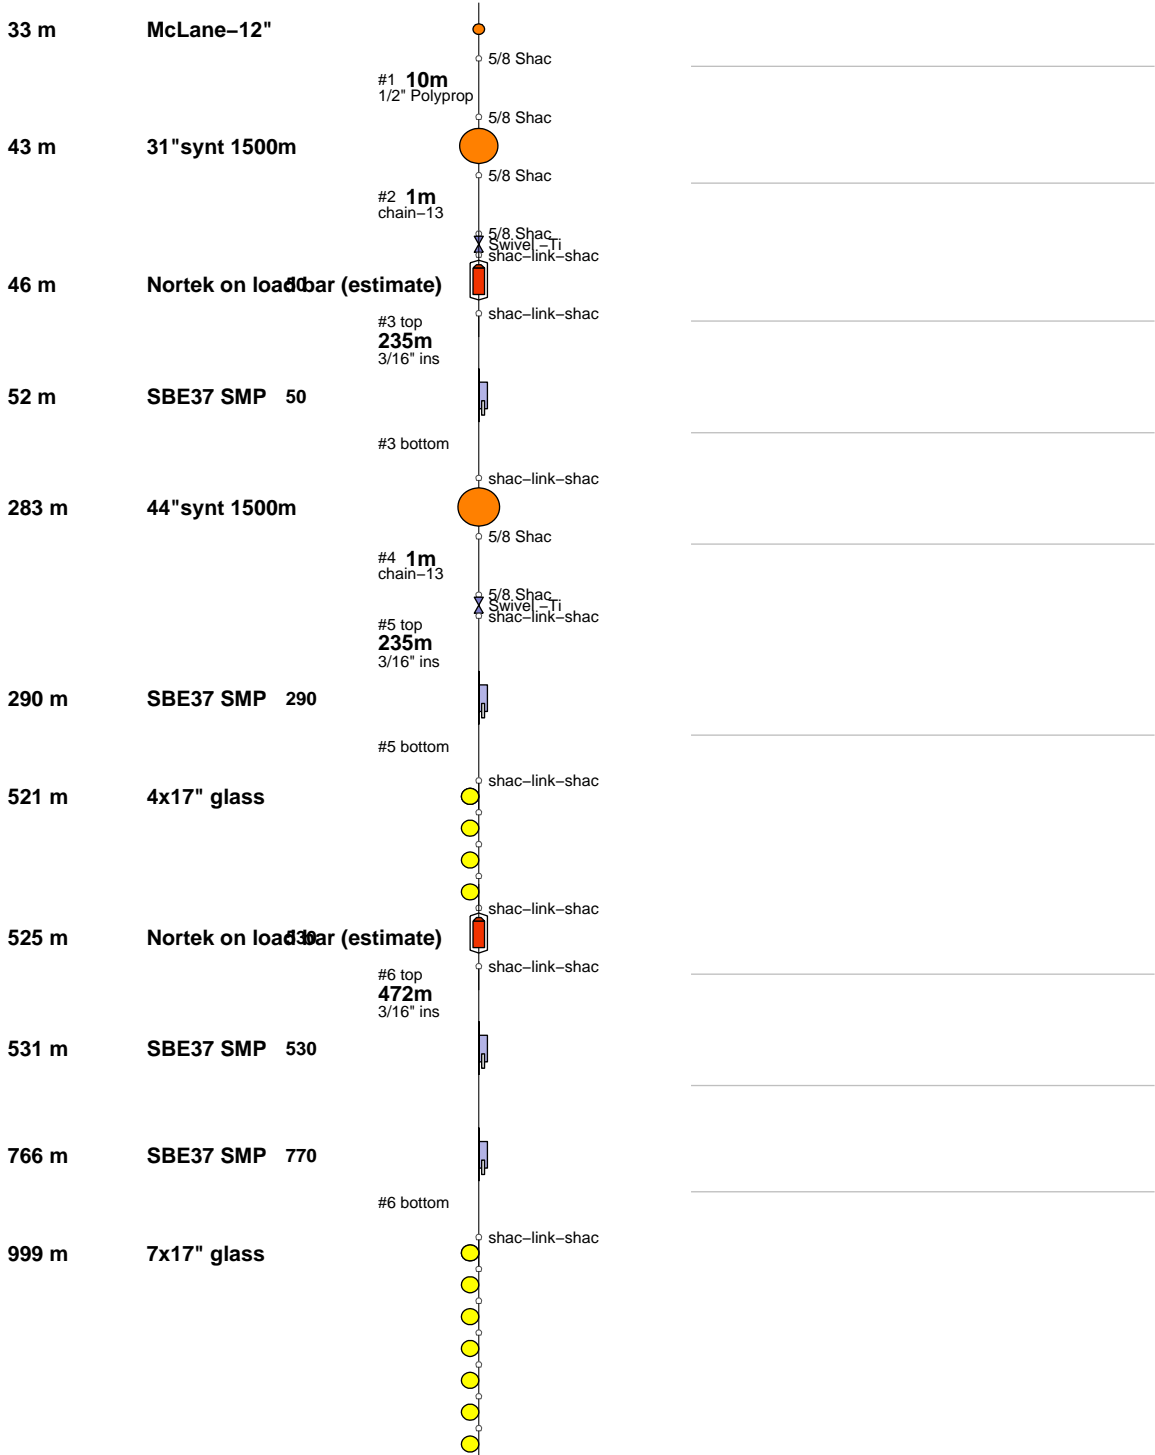 33 m McLane−12"
5/8 Shac
#1 10m
1/2" Polyprop
5/8 Shac
43 m 31"synt 1500m
5/8 Shac
#2 1m
chain−13
5/8 Shac
Swivel −Ti
shac−link−shac
46 m Nortek on load bar (estimate) 50
shac−link−shac
#3 top
235m
3/16" ins
52 m SBE37 SMP 50
#3 bottom
shac−link−shac
283 m 44"synt 1500m
5/8 Shac
#4 1m
chain−13
5/8 Shac
Swivel −Ti
shac−link−shac
#5 top
235m
3/16" ins
290 m SBE37 SMP 290
#5 bottom
shac−link−shac
521 m 4x17" glass
shac−link−shac
525 m Nortek on load bar (estimate) 530
shac−link−shac
#6 top
472m
3/16" ins
531 m SBE37 SMP 530
766 m SBE37 SMP 770
#6 bottom
shac−link−shac
999 m 7x17" glass